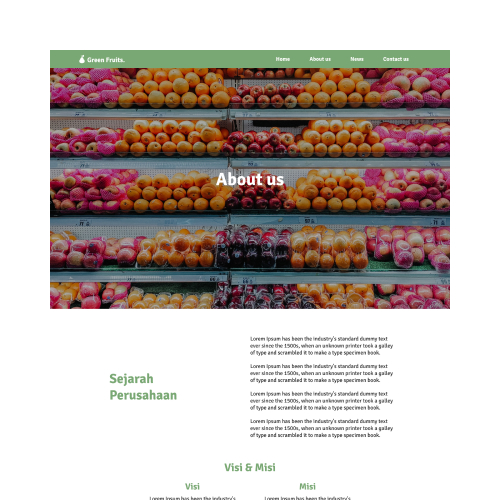 Green Fruits.
Home About us News Contact us
About us
Sejarah
Perusahaan
Lorem Ipsum has been the industry's standard dummy text
ever since the 1500s, when an unknown printer took a galley
of type and scrambled it to make a type specimen book.
Lorem Ipsum has been the industry's standard dummy text
ever since the 1500s, when an unknown printer took a galley
of type and scrambled it to make a type specimen book.
Lorem Ipsum has been the industry's standard dummy text
ever since the 1500s, when an unknown printer took a galley
of type and scrambled it to make a type specimen book.
Lorem Ipsum has been the industry's standard dummy text
ever since the 1500s, when an unknown printer took a galley
of type and scrambled it to make a type specimen book.
Visi & Misi
Visi
Misi
Lorem Ipsum has been the industry's
Lorem Ipsum has been the industry's